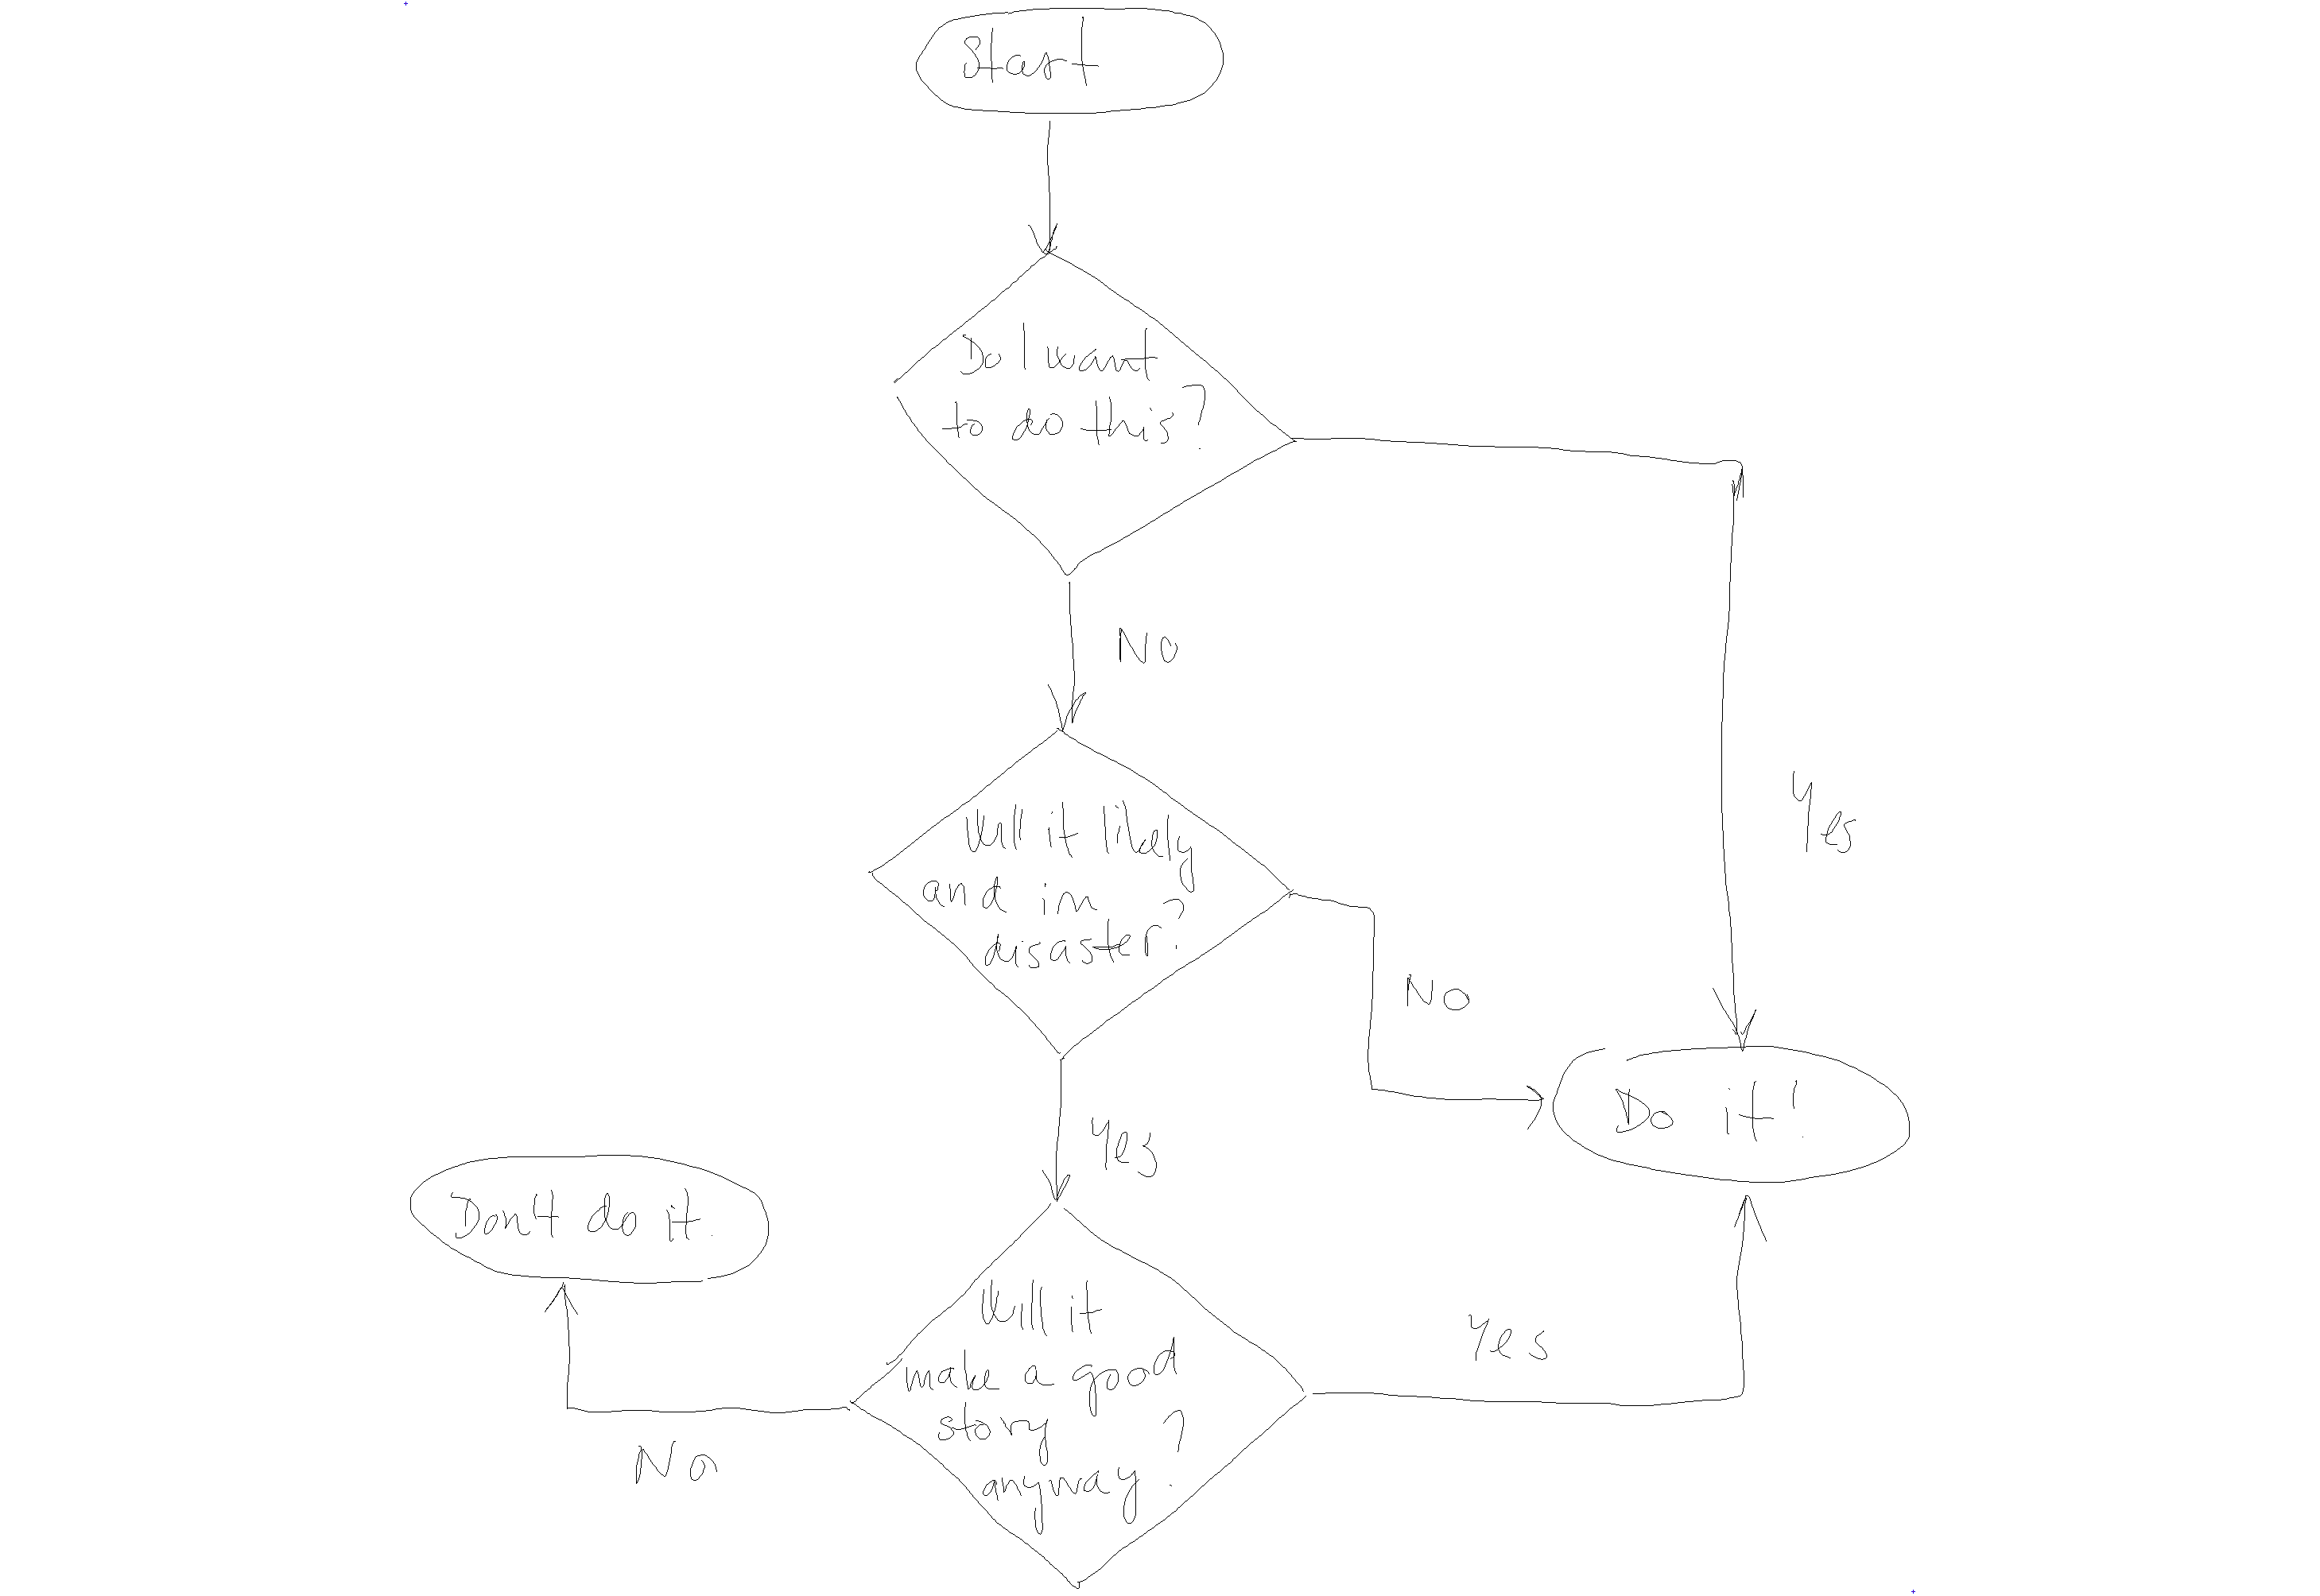 Start
Do I want
to do this?
No
Yes
Will it likely
and in
disaster?
No
Yes
Do it!
Don't do it.
Will it
make a good
story
anyway?
Yes
No